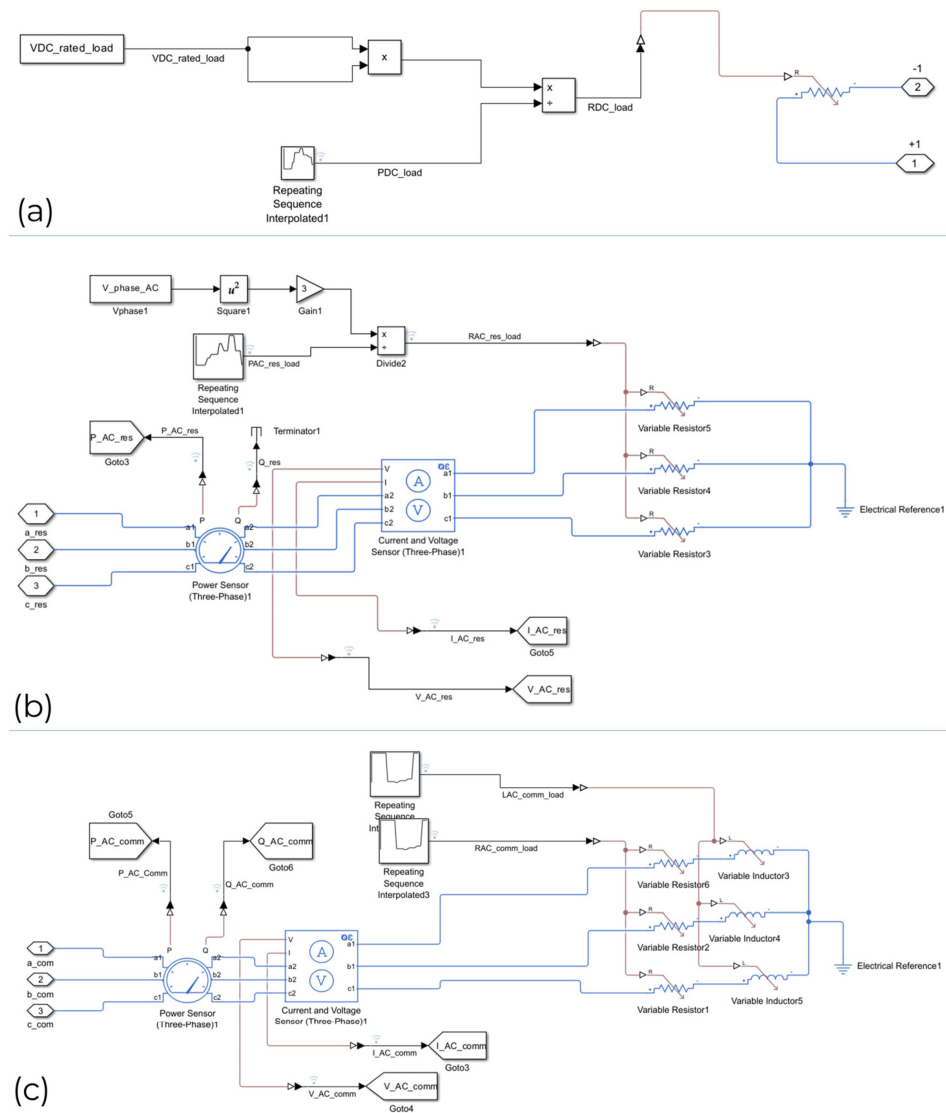 VDC_rated_load
VDC_rated_load
x
x
÷
RDC_load
R
+
-
-1
2
+1
1
PDC_load
Repeating
Sequence
Interpolated1
(a)
V_phase_AC
Vphase1
u²
Square1
3
Gain1
x
÷
Divide2
RAC_res_load
PAC_res_load
Repeating
Sequence
Interpolated1
P_AC_res
Goto3
P_AC_res
Terminator1
Q_res
P
Q
1
a_res
2
b_res
3
c_res
a1
b1
c1
a2
b2
c2
Power Sensor
(Three-Phase)1
V
I
a2
b2
c2
A
V
a1
b1
c1
Current and Voltage
Sensor (Three-Phase)1
R
+
-
Variable Resistor5
R
+
-
Variable Resistor4
R
+
-
Variable Resistor3
Electrical Reference1
I_AC_res
I_AC_res
Goto5
V_AC_res
V_AC_res
(b)
Repeating
Sequence
LAC_comm_load
Repeating
Sequence
Interpolated3
RAC_comm_load
Goto5
P_AC_comm
P_AC_Comm
Q_AC_comm
Goto6
Q_AC_comm
P
Q
1
a_com
2
b_com
3
c_com
a1
b1
c1
a2
b2
c2
Power Sensor
(Three-Phase)1
V
I
a2
b2
c2
A
V
a1
b1
c1
Current and Voltage
Sensor (Three-Phase)1
R
+
-
Variable Resistor6
R
+
-
Variable Resistor2
R
+
-
Variable Resistor1
L
+
-
Variable Inductor3
L
+
-
Variable Inductor4
L
+
-
Variable Inductor5
Electrical Reference1
I_AC_comm
I_AC_comm
Goto3
V_AC_comm
V_AC_comm
Goto4
(c)